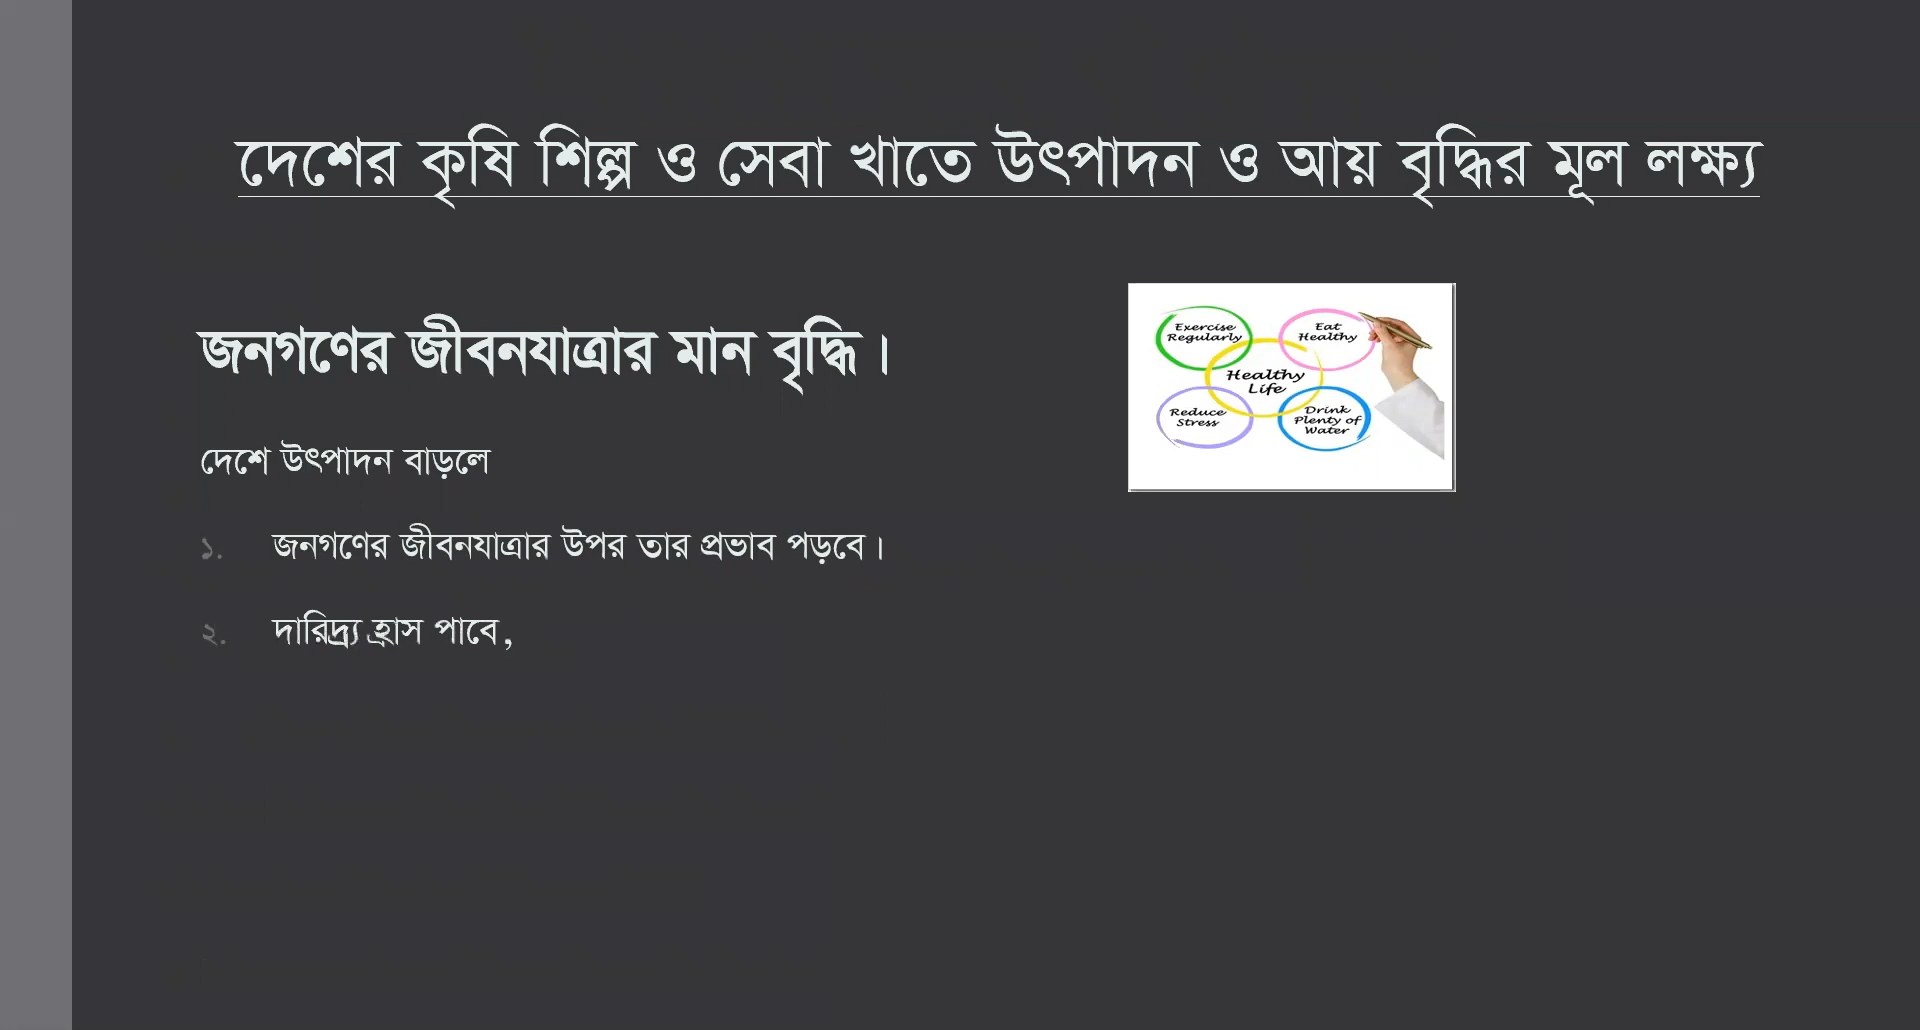 দেশের কৃষি শিল্প ও সেবা খাতে উৎপাদন ও আয় বৃদ্ধির মূল লক্ষ্য
জনগণের জীবনযাত্রার মান বৃদ্ধি।
দেশে উৎপাদন বাড়লে
১. জনগণের জীবনযাত্রার উপর তার প্রভাব পড়বে।
২. দারিদ্র্য হ্রাস পাবে,
Exercise
Regularly
Eat
Healthy
Healthy
Life
Reduce
Stress
Drink
Plenty of
Water